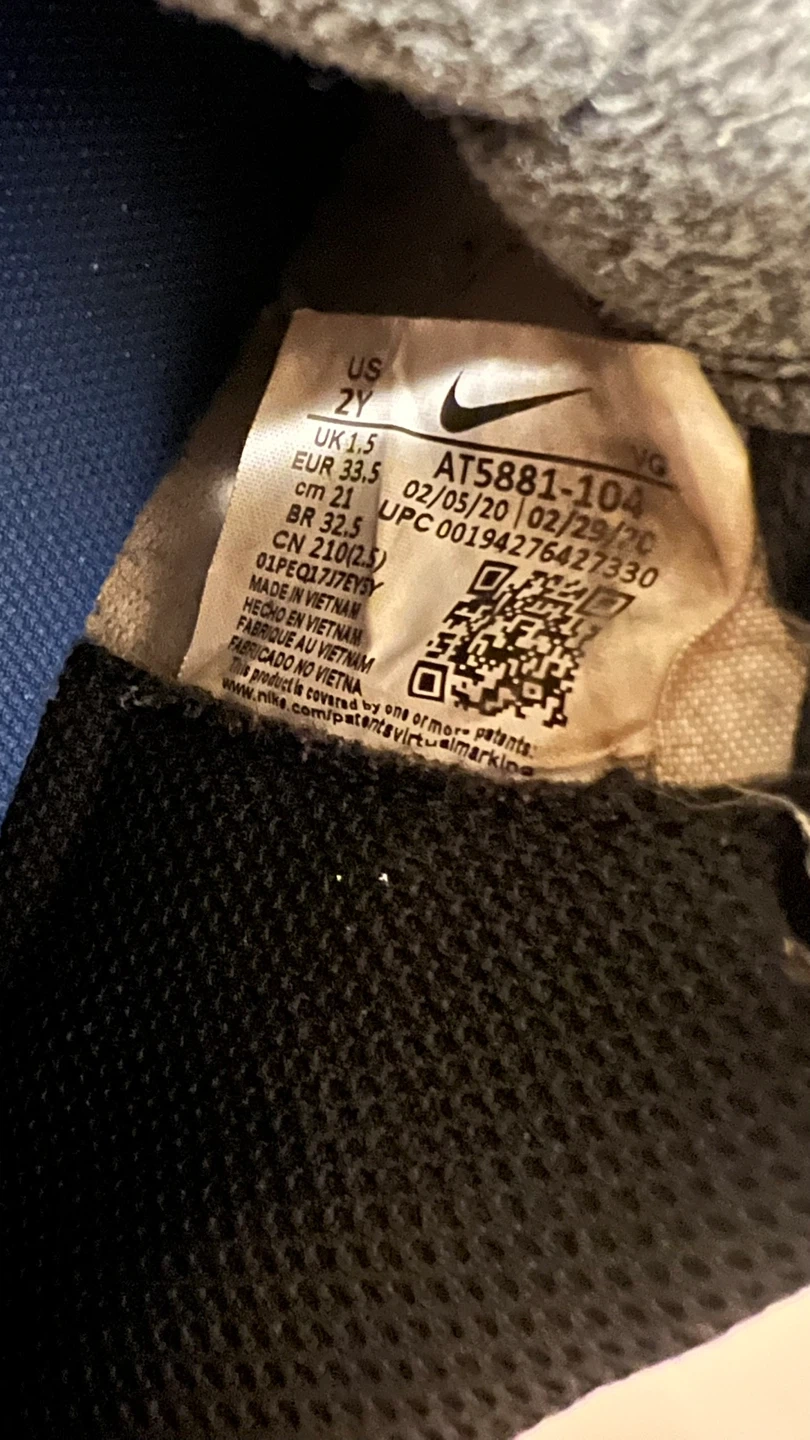 US
2Y
UK 1.5
EUR 33.5
cm 21
BR 32.5
CN 210(2.5)
01PEQ17J7EY5Y
MADE IN VIETNAM
HECHO EN VIETNAM
FABRIQUE AU VIETNAM
FABRICADO NO VIETNA
This product is covered by one or more patents:
www.nike.com/patentsvirtualmarking
VG
AT5881-104
02/05/20 | 02/29/20
UPC 00194276427330